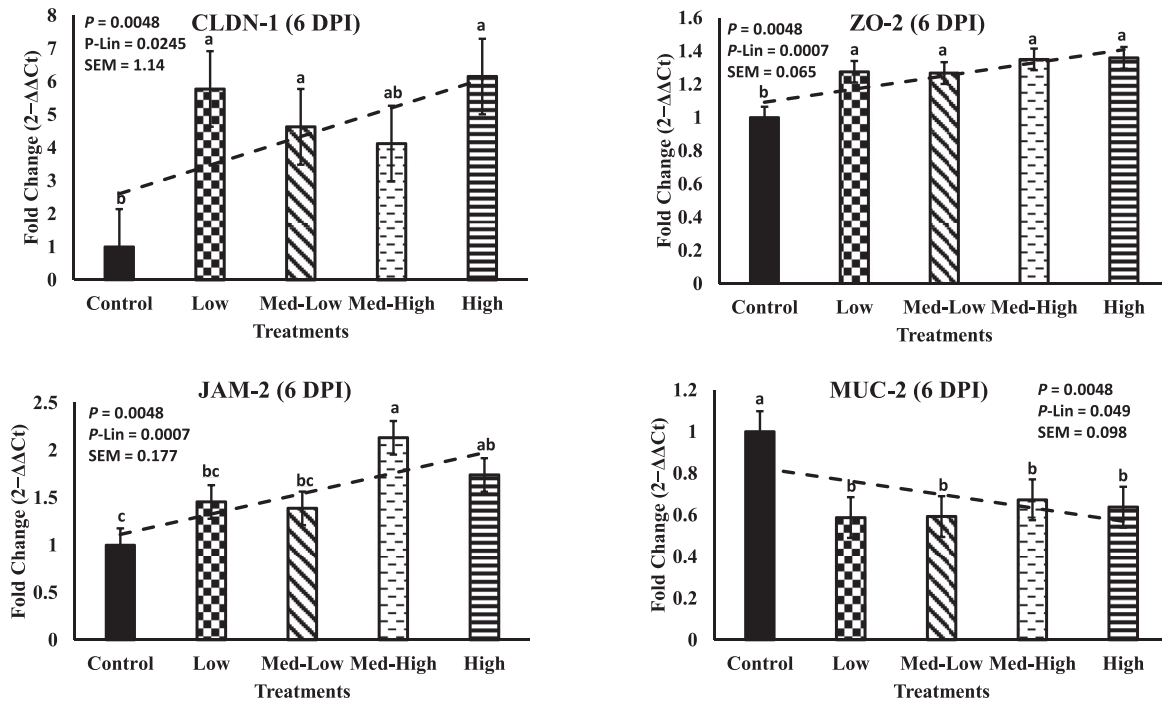 CLDN-1 (6 DPI)
P = 0.0048
P-Lin = 0.0245
SEM = 1.14
Fold Change (2−ΔΔCt)
8
7
6
5
4
3
2
1
0
b
a
a
ab
a
Control Low Med-Low Med-High High
Treatments
ZO-2 (6 DPI)
P = 0.0048
P-Lin = 0.0007
SEM = 0.065
Fold Change (2−ΔΔCt)
1.6
1.4
1.2
1
0.8
0.6
0.4
0.2
0
b
a
a
a
a
Control Low Med-Low Med-High High
Treatments
JAM-2 (6 DPI)
P = 0.0048
P-Lin = 0.0007
SEM = 0.177
Fold Change (2−ΔΔCt)
2.5
2
1.5
1
0.5
0
c
bc
bc
a
ab
Control Low Med-Low Med-High High
Treatments
MUC-2 (6 DPI)
P = 0.0048
P-Lin = 0.049
SEM = 0.098
Fold Change (2−ΔΔCt)
1.2
1
0.8
0.6
0.4
0.2
0
a
b
b
b
b
Control Low Med-Low Med-High High
Treatments